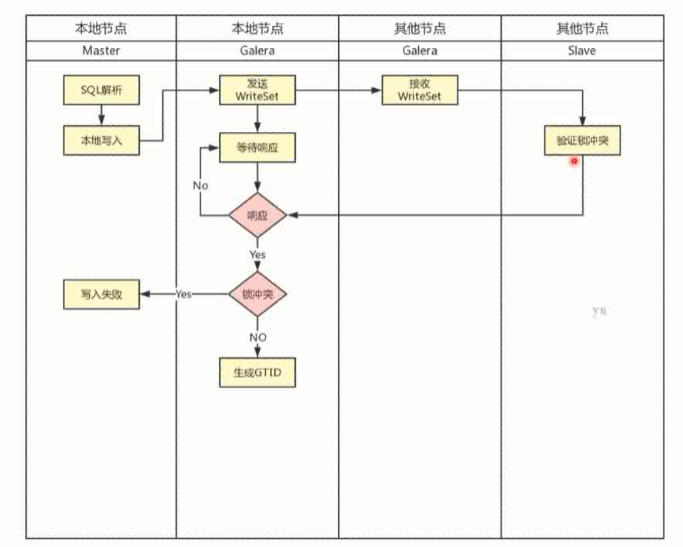 本地节点
本地节点
其他节点
其他节点
Master
Galera
Galera
Slave
SQL解析
发送
WriteSet
接收
WriteSet
本地写入
等待响应
验证锁冲突
No
响应
Yes
写入失败
Yes
锁冲突
NO
生成GTID
yu